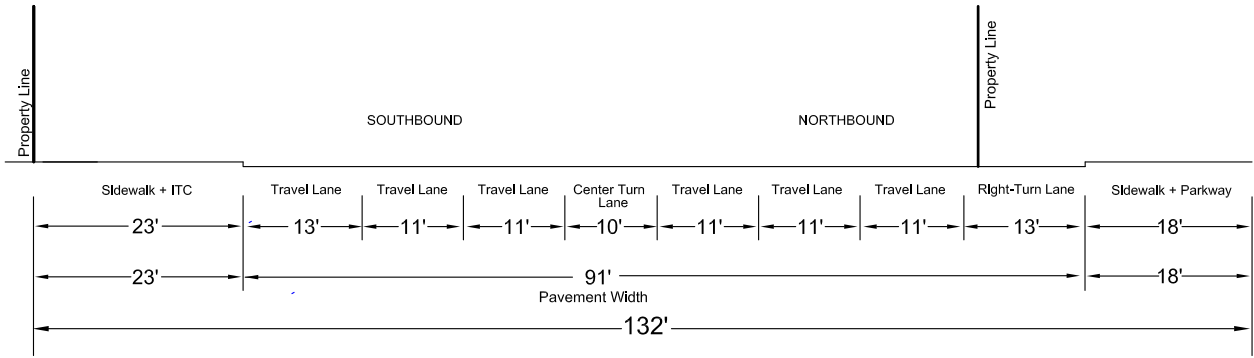 Property Line
Property Line
SOUTHBOUND
NORTHBOUND
Sidewalk + ITC
Travel Lane
Travel Lane
Travel Lane
Center Turn
Lane
Travel Lane
Travel Lane
Travel Lane
Right-Turn Lane
Sidewalk + Parkway
23'
13'
11'
11'
10'
11'
11'
11'
13'
18'
23'
91'
18'
Pavement Width
132'